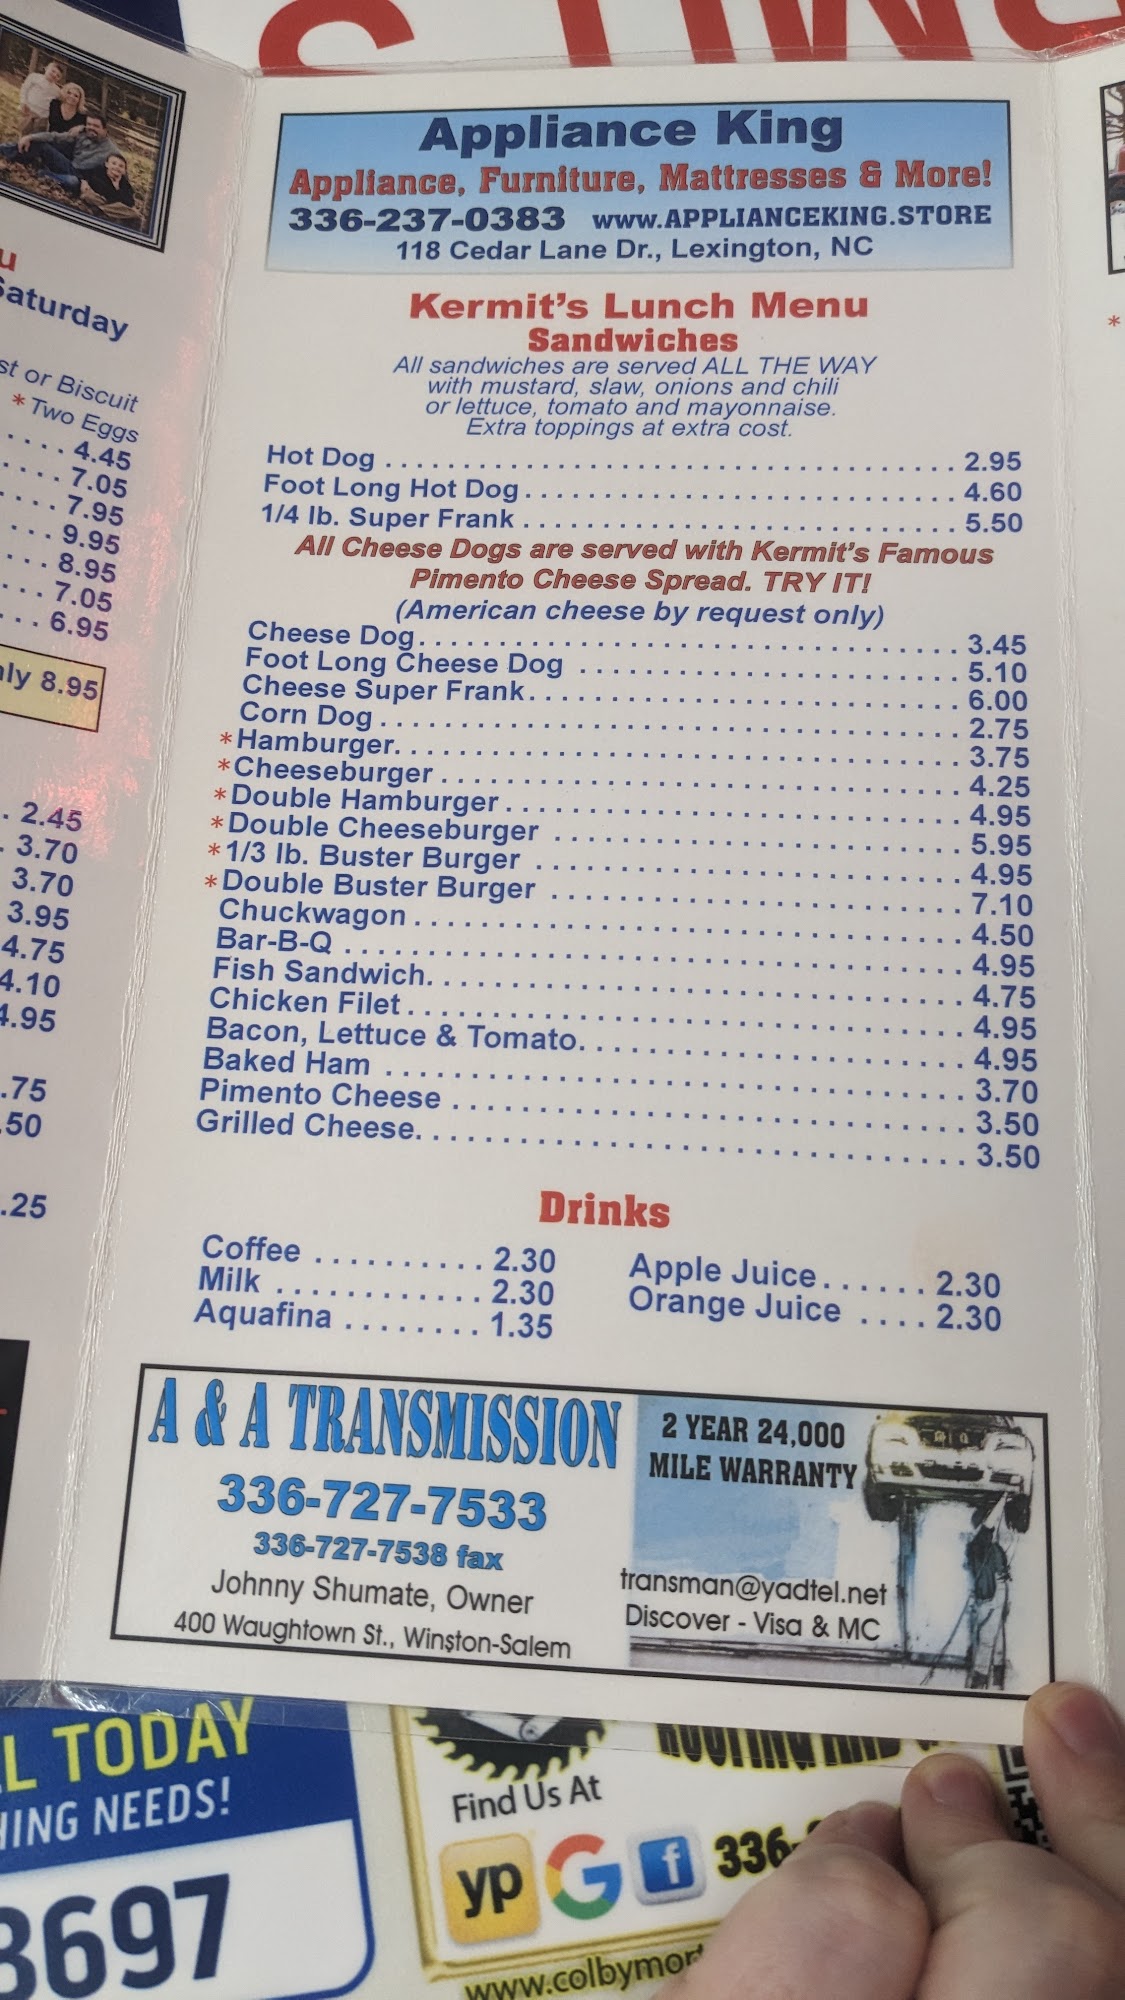 Saturday
st or Biscuit
* Two Eggs
. . . . 4.45
. . . . 7.05
. . . . 7.95
. . . 9.95
. . . 8.95
. . . 7.05
. . . 6.95
8.95
. 2.45
. 3.70
3.70
3.95
4.75
4.10
4.95
.75
.50
.25
Appliance King
Appliance, Furniture, Mattresses & More!
336-237-0383 www.APPLIANCEKING.STORE
118 Cedar Lane Dr., Lexington, NC
Kermit's Lunch Menu
Sandwiches
All sandwiches are served ALL THE WAY
with mustard, slaw, onions and chili
or lettuce, tomato and mayonnaise.
Extra toppings at extra cost.
Hot Dog . . . . . . . . . . 2.95
Foot Long Hot Dog . . . . . . . . . . 4.60
1/4 lb. Super Frank . . . . . . . . . . 5.50
All Cheese Dogs are served with Kermit's Famous
Pimento Cheese Spread. TRY IT!
(American cheese by request only)
Cheese Dog . . . . . . . . . . 3.45
Foot Long Cheese Dog . . . . . . . . . . 5.10
Cheese Super Frank . . . . . . . . . . 6.00
Corn Dog . . . . . . . . . . 2.75
*Hamburger . . . . . . . . . . 3.75
*Cheeseburger . . . . . . . . . . 4.25
*Double Hamburger . . . . . . . . . . 4.95
*Double Cheeseburger . . . . . . . . . . 5.95
*1/3 lb. Buster Burger . . . . . . . . . . 4.95
*Double Buster Burger . . . . . . . . . . 7.10
Chuckwagon . . . . . . . . . . 4.50
Bar-B-Q . . . . . . . . . . 4.95
Fish Sandwich . . . . . . . . . . 4.75
Chicken Filet . . . . . . . . . . 4.95
Bacon, Lettuce & Tomato . . . . . . . . . . 4.95
Baked Ham . . . . . . . . . . 3.70
Pimento Cheese . . . . . . . . . . 3.50
Grilled Cheese . . . . . . . . . . 3.50
Drinks
Coffee . . . . . . . . . . 2.30
Milk . . . . . . . . . . 2.30
Aquafina . . . . . . . . 1.35
Apple Juice . . . . . . 2.30
Orange Juice . . . . 2.30
A & A TRANSMISSION
336-727-7533
336-727-7538 fax
Johnny Shumate, Owner
400 Waughtown St., Winston-Salem
2 YEAR 24,000
MILE WARRANTY
transman@yadtel.net
Discover - Visa & MC
*
L TODAY
NEEDS!
8697
Find Us At
yp G f 336-
www.colbymor